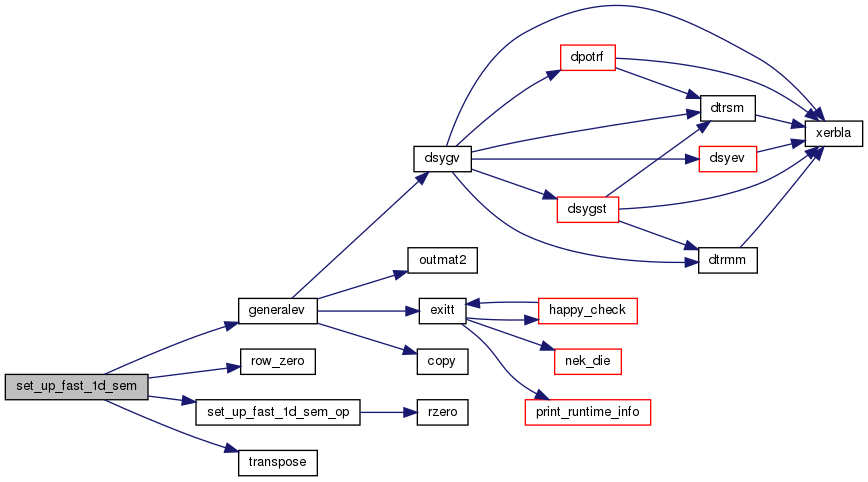 dpotrf
dtrsm
xerbla
dsygv
dsyev
dsygst
outmat2
dtrmm
generalev
exitt
happy_check
row_zero
copy
nek_die
set_up_fast_1d_sem
set_up_fast_1d_sem_op
rzero
print_runtime_info
transpose